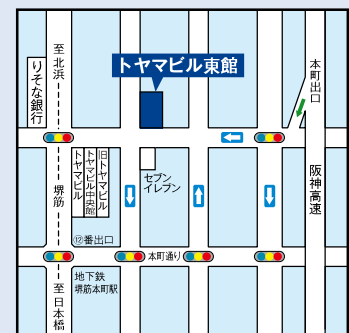 トヤマビル東館
至北浜
りそな銀行
本町出口
旧トヤマビル
トヤマビル中央館
トヤマビル
セブン
イレブン
堺筋
阪神高速
⑫番出口
本町通り
地下鉄
堺筋本町駅
至日本橋